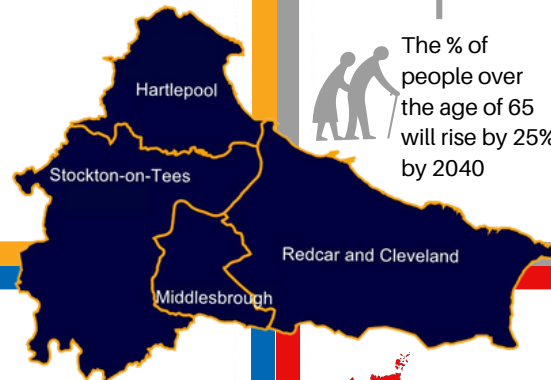 The % of
people over
the age of 65
will rise by 25%
by 2040
Hartlepool
Stockton-on-Tees
Redcar and Cleveland
Middlesbrough